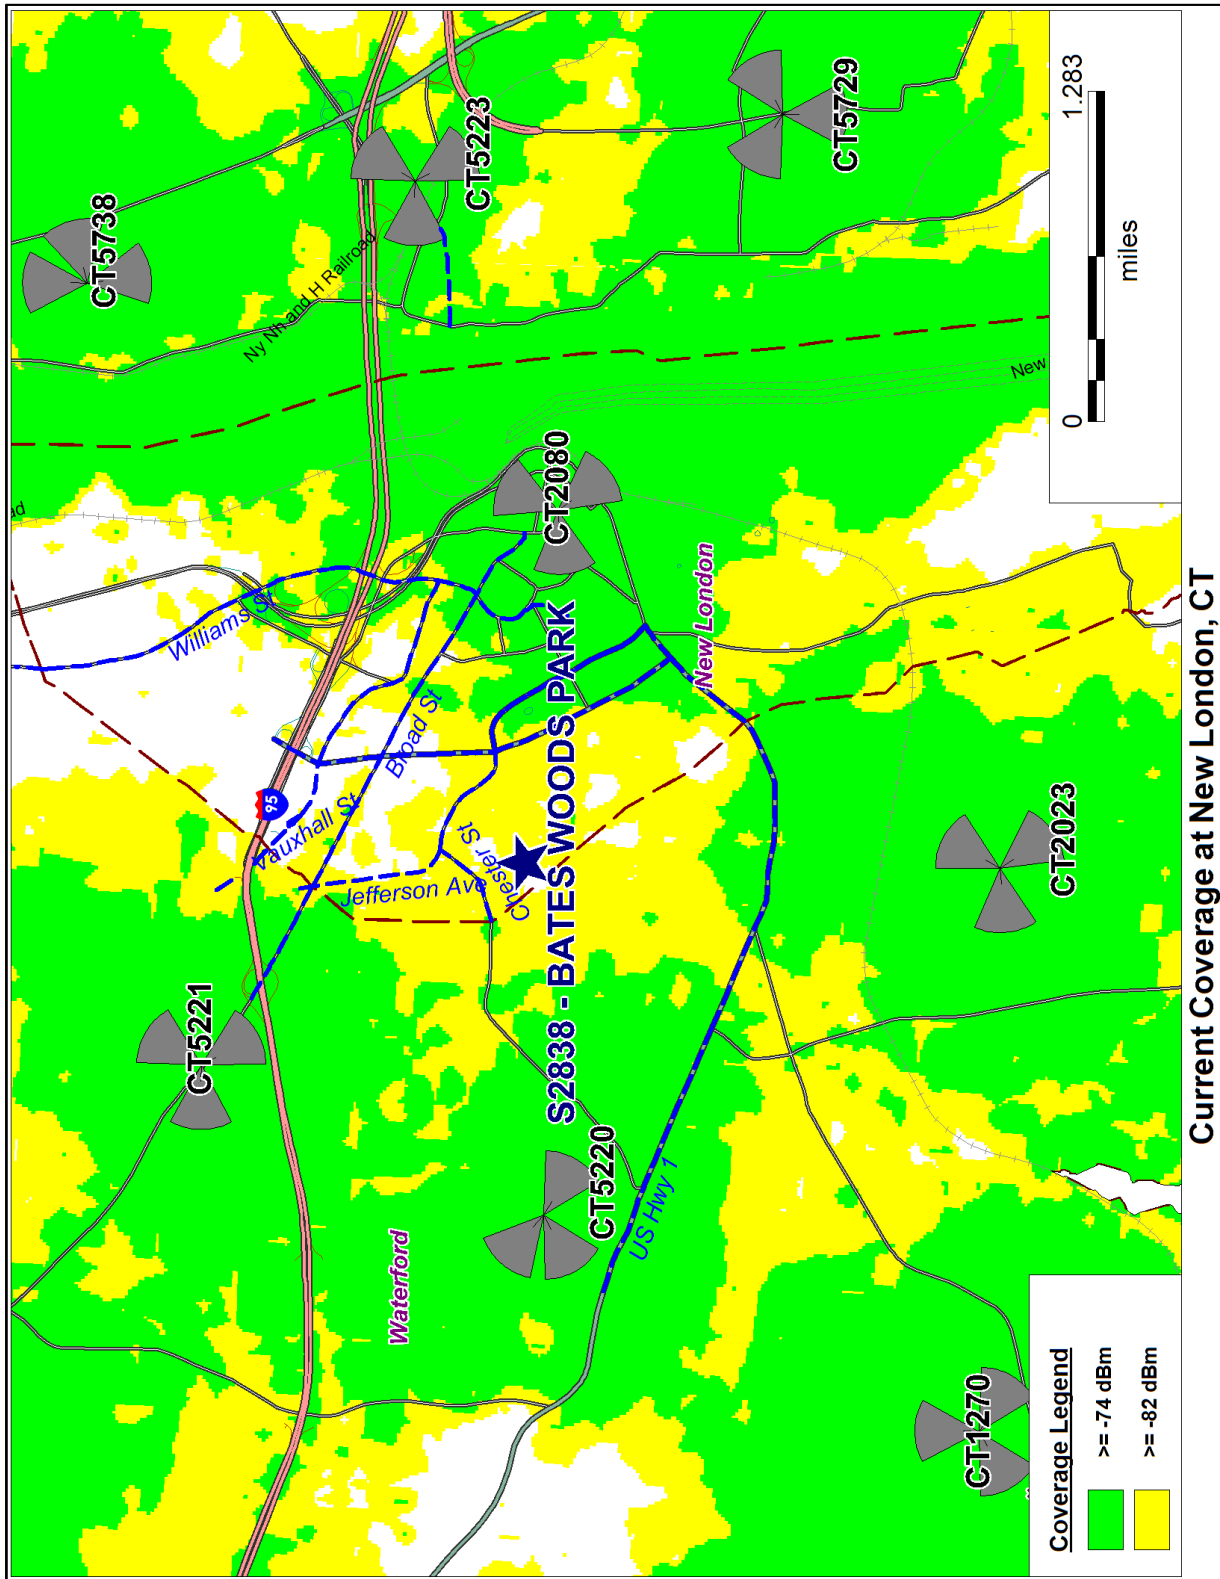 CT5738
CT5223
CT5729
Ny Nh and H Railroad
New
CT2080
Williams St
95
Vauxhall St
Broad St
Jefferson Ave
Chester St
S2838 - BATES WOODS PARK
New London
CT5221
CT5220
Waterford
US Hwy 1
CT2023
CT1270
0
1.283
miles
Coverage Legend
>= -74 dBm
>= -82 dBm
Current Coverage at New London, CT